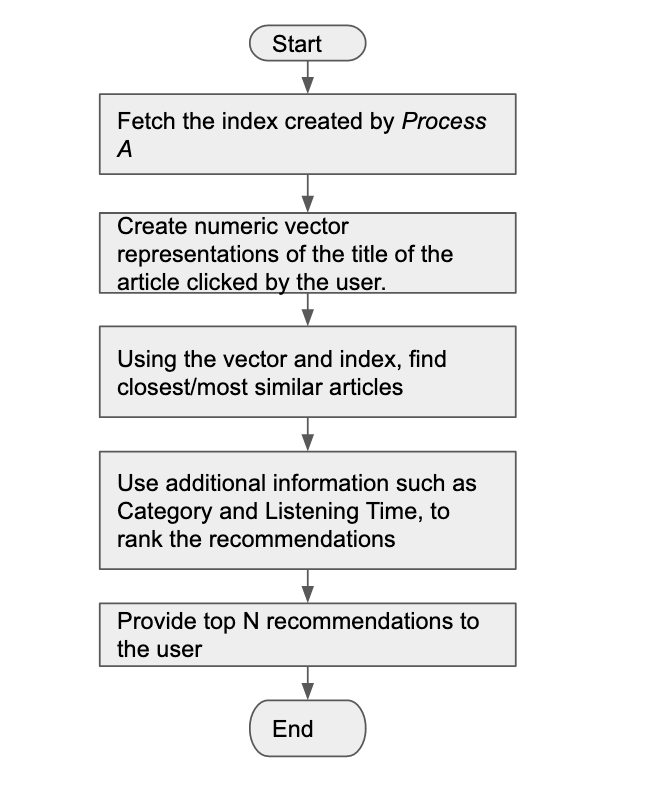 Start
Fetch the index created by Process
A
Create numeric vector
representations of the title of the
article clicked by the user.
Using the vector and index, find
closest/most similar articles
Use additional information such as
Category and Listening Time, to
rank the recommendations
Provide top N recommendations to
the user
End